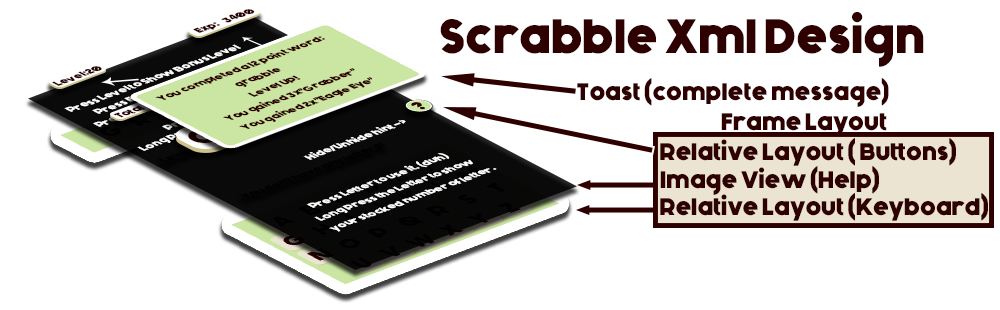 Scrabble Xml Design
Exp: 3400
Level:20
Press Level to show Bonus Level
You completed a 12 point word:
grabble
Level Up!
You gained 3x"Grabber"
You gained 2x"Eagle Eye"
Toast (complete message)
Frame Layout
?
Relative Layout ( Buttons)
Image View (Help)
Relative Layout (Keyboard)
Hide/Unhide Hint -->
Press Letter to use it. (duh)
Long press the Letter to show
your stocked number of letter .